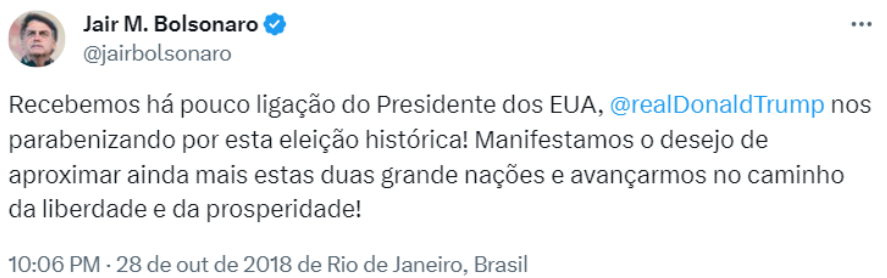 Jair M. Bolsonaro
@jairbolsonaro
Recebemos há pouco ligação do Presidente dos EUA, @realDonaldTrump nos
parabenizando por esta eleição histórica! Manifestamos o desejo de
aproximar ainda mais estas duas grande nações e avançarmos no caminho
da liberdade e da prosperidade!
10:06 PM · 28 de out de 2018 de Rio de Janeiro, Brasil